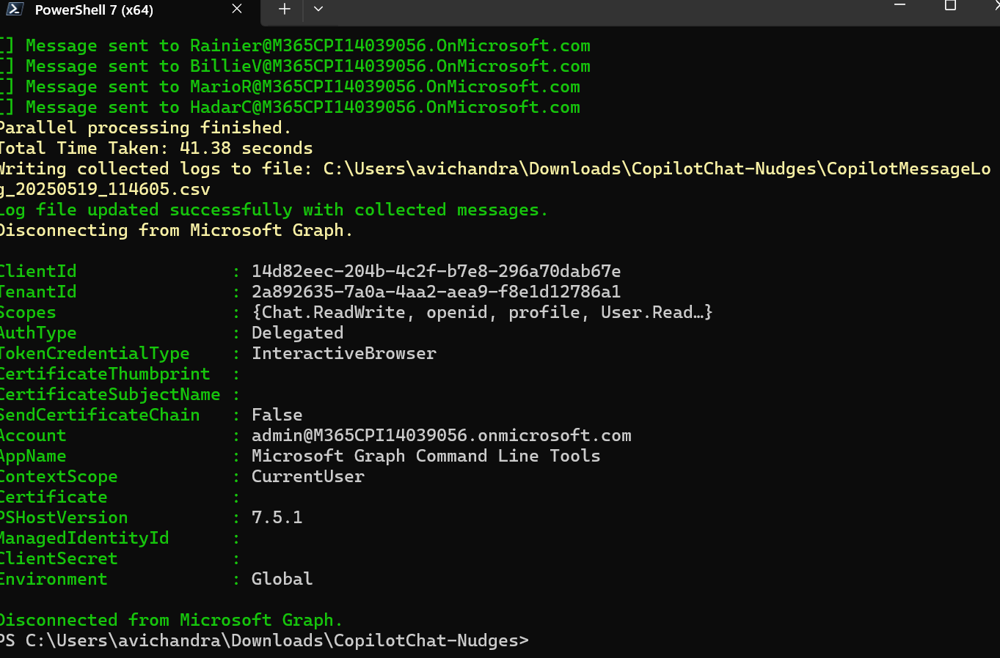 PowerShell 7 (x64)
[] Message sent to Rainier@M365CPI14039056.OnMicrosoft.com
[] Message sent to BillieV@M365CPI14039056.OnMicrosoft.com
[] Message sent to MarioR@M365CPI14039056.OnMicrosoft.com
[] Message sent to HadarC@M365CPI14039056.OnMicrosoft.com
Parallel processing finished.
Total Time Taken: 41.38 seconds
Writing collected logs to file: C:\Users\avichandra\Downloads\CopilotChat-Nudges\CopilotMessageLo
g_20250519_114605.csv
Log file updated successfully with collected messages.
Disconnecting from Microsoft Graph.
ClientId : 14d82eec-204b-4c2f-b7e8-296a70dab67e
TenantId : 2a892635-7a0a-4aa2-aea9-f8e1d12786a1
Scopes : {Chat.ReadWrite, openid, profile, User.Read…}
AuthType : Delegated
TokenCredentialType : InteractiveBrowser
CertificateThumbprint :
CertificateSubjectName :
SendCertificateChain : False
Account : admin@M365CPI14039056.onmicrosoft.com
AppName : Microsoft Graph Command Line Tools
ContextScope : CurrentUser
Certificate :
PSHostVersion : 7.5.1
ManagedIdentityId :
ClientSecret :
Environment : Global
Disconnected from Microsoft Graph.
PS C:\Users\avichandra\Downloads\CopilotChat-Nudges>